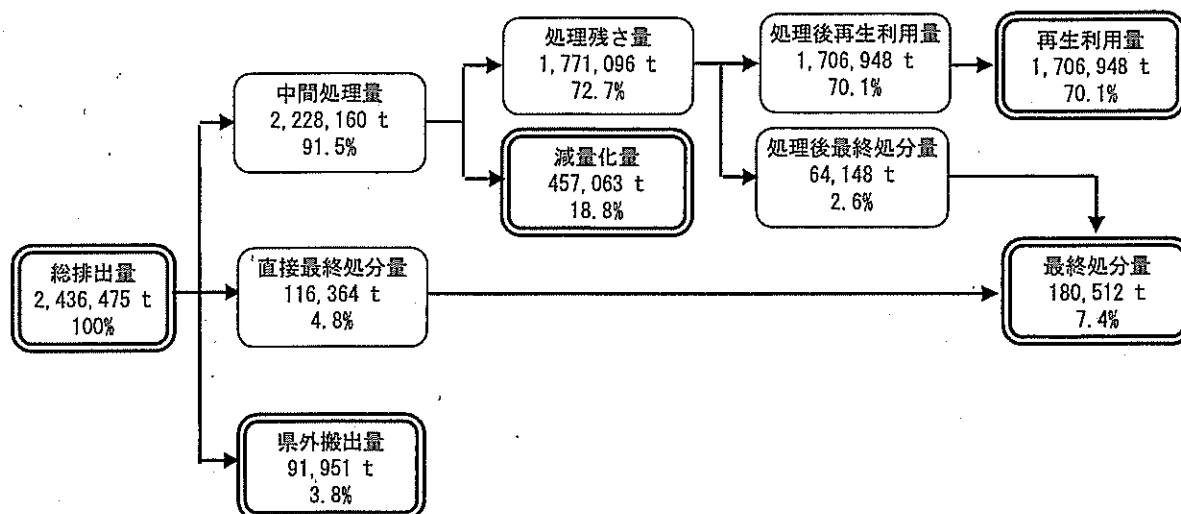 総排出量
2,436,475 t
100%
中間処理量
2,228,160 t
91.5%
直接最終処分量
116,364 t
4.8%
県外搬出量
91,951 t
3.8%
処理残さ量
1,771,096 t
72.7%
減量化量
457,063 t
18.8%
処理後再生利用量
1,706,948 t
70.1%
処理後最終処分量
64,148 t
2.6%
再生利用量
1,706,948 t
70.1%
最終処分量
180,512 t
7.4%